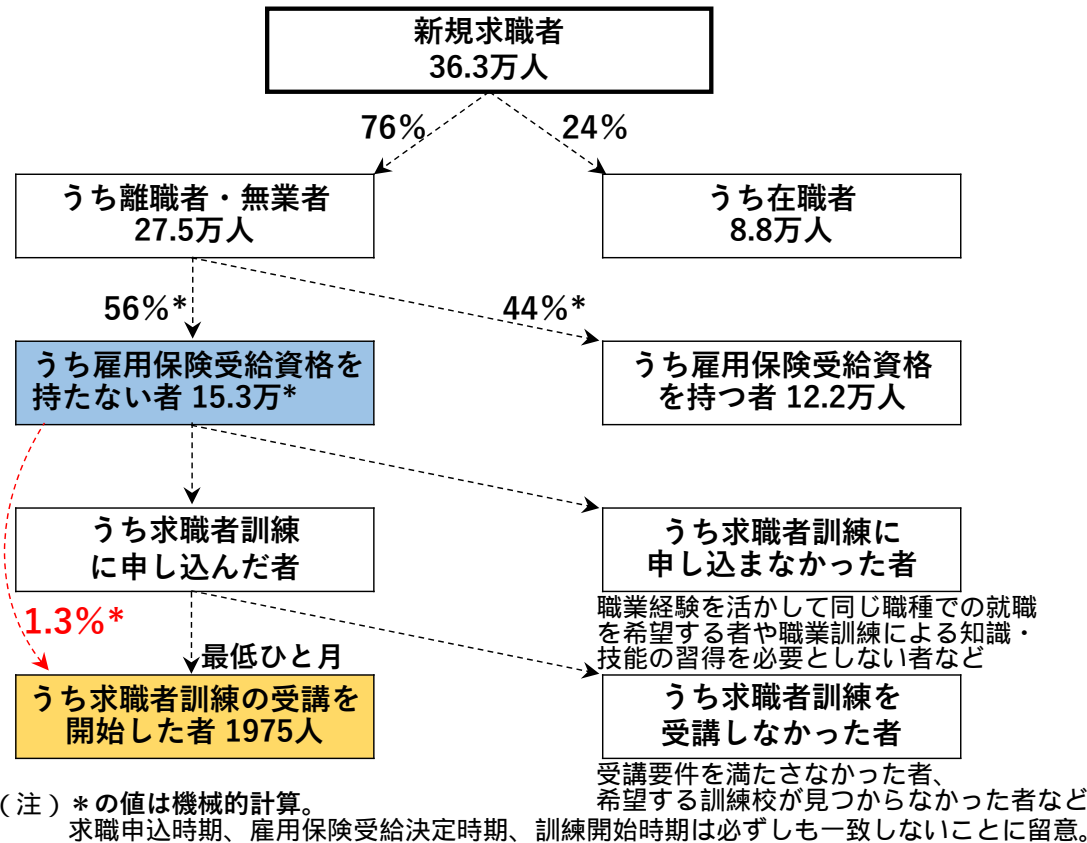 新規求職者
36.3万人
76%
24%
うち離職者・無業者
27.5万人
うち在職者
8.8万人
56%*
44%*
うち雇用保険受給資格を
持たない者 15.3万*
うち雇用保険受給資格
を持つ者 12.2万人
うち求職者訓練
に申し込んだ者
うち求職者訓練に
申し込まなかった者
職業経験を活かして同じ職種での就職
を希望する者や職業訓練による知識・
技能の習得を必要としない者など
1.3%*
最低ひと月
うち求職者訓練の受講を
開始した者 1975人
うち求職者訓練を
受講しなかった者
受講要件を満たさなかった者、
希望する訓練校が見つからなかった者など
（注）＊の値は機械的計算。
求職申込時期、雇用保険受給決定時期、訓練開始時期は必ずしも一致しないことに留意。